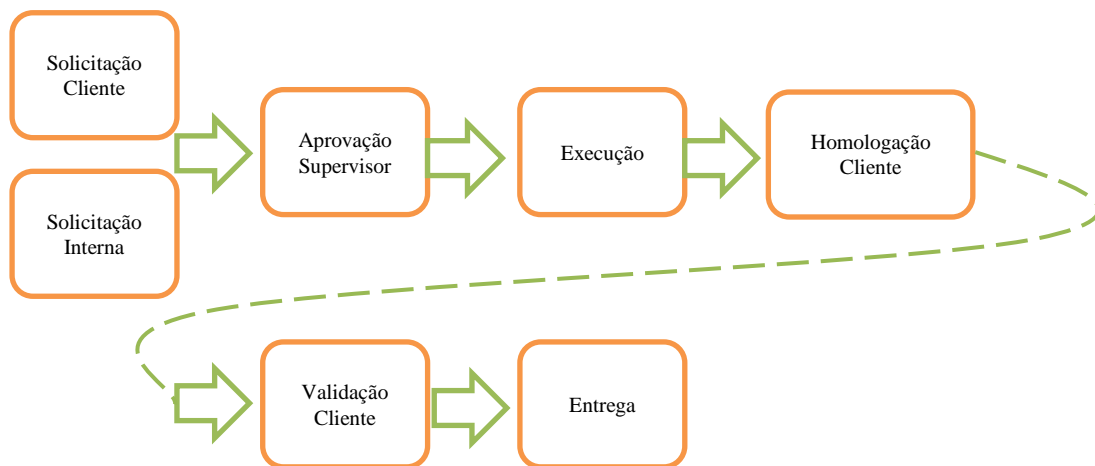 Solicitação
Cliente
Solicitação
Interna
Aprovação
Supervisor
Execução
Homologação
Cliente
Validação
Cliente
Entrega